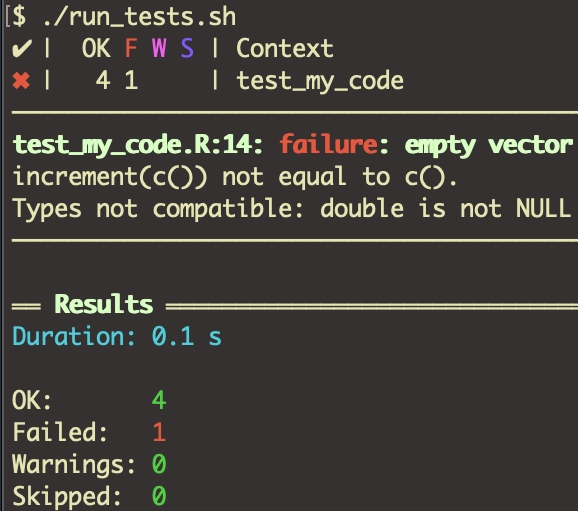 [$ ./run_tests.sh
✔ |  OK F W S | Context
✖ |   4 1     | test_my_code
test_my_code.R:14: failure: empty vector
increment(c()) not equal to c().
Types not compatible: double is not NULL
══ Results ═════════════════════════════
Duration: 0.1 s
OK:       4
Failed:   1
Warnings: 0
Skipped:  0